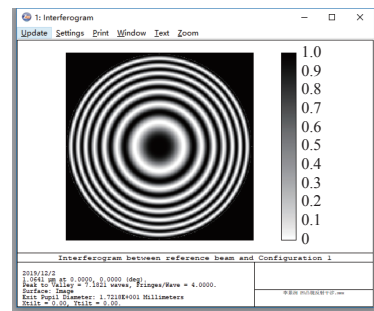 1: Interferogram
Update Settings Print Window Text Zoom
1.0
0.9
0.8
0.7
0.6
0.5
0.4
0.3
0.2
0.1
0
Interferogram between reference beam and Configuration 1
2019/12/2
1.0641 µm at 0.0000, 0.0000 (deg).
Peak to Valley = 7.1821 waves, Fringes/Wave = 4.0000.
Surface: Image
Exit Pupil Diameter: 1.7218E+001 Millimeters
Xtilt = 0.00, Ytilt = 0.00.